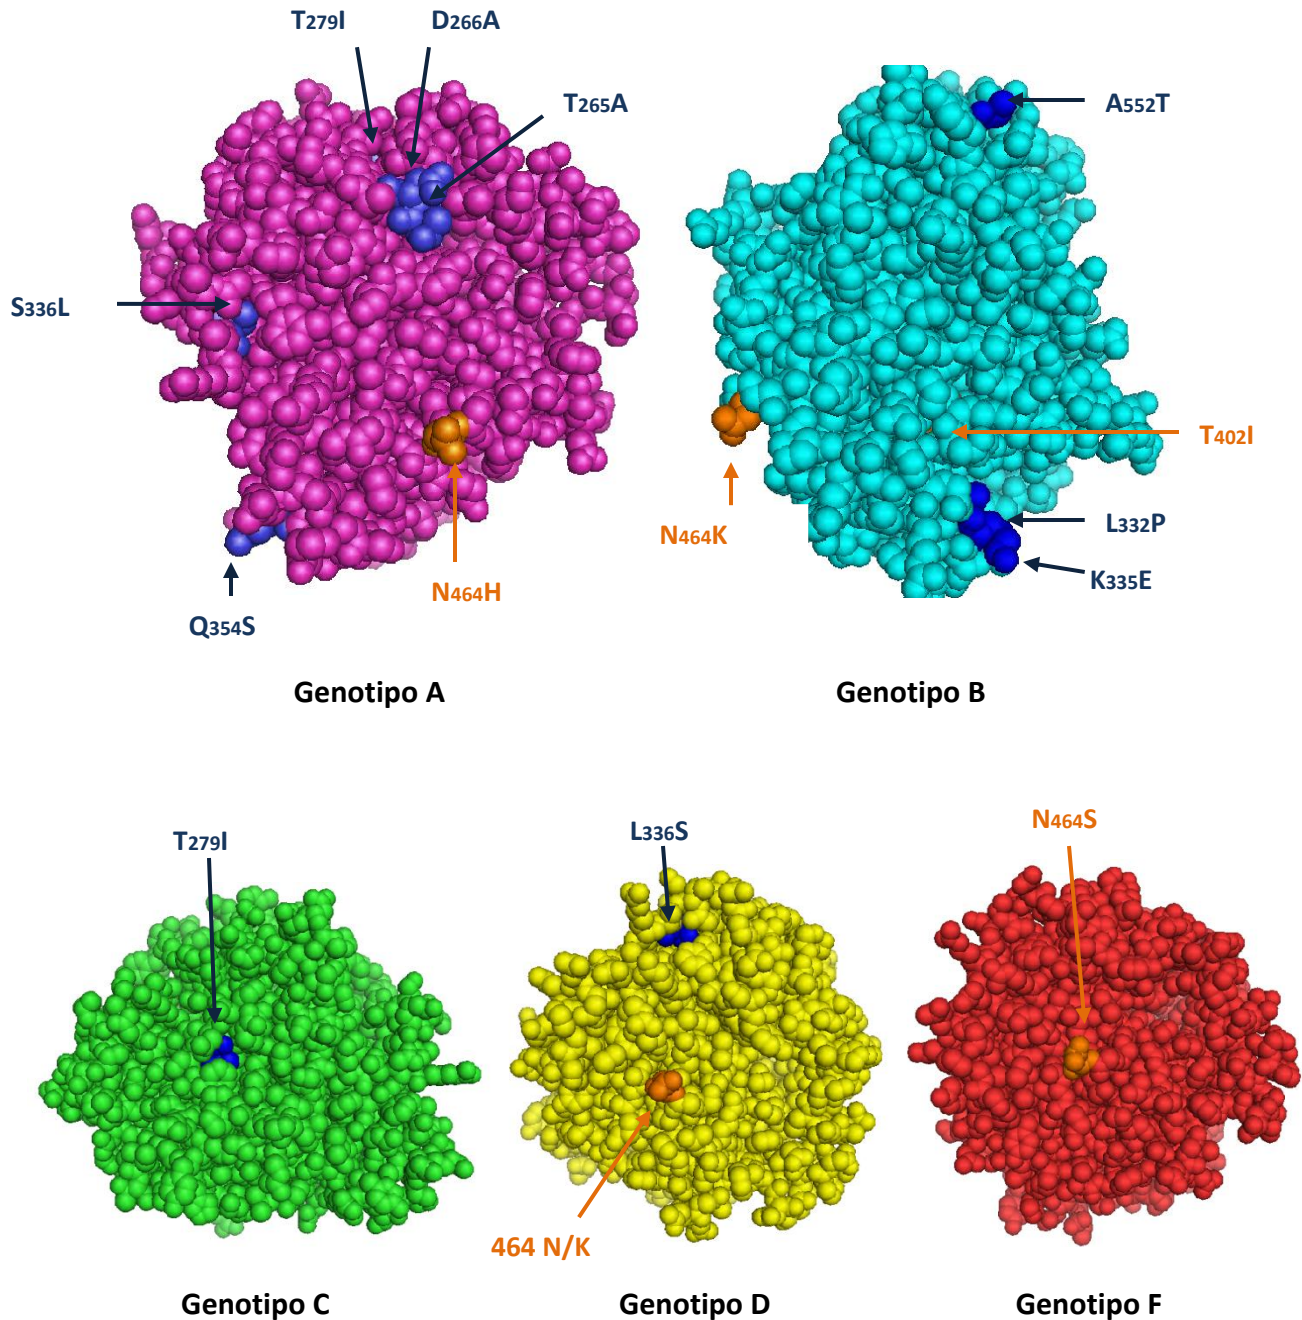 T279I
D266A
T265A
S336L
Q354S
N464H
Genotipo A
A552T
T402I
N464K
L332P
K335E
Genotipo B
T279I
Genotipo C
L336S
464 N/K
Genotipo D
N464S
Genotipo F